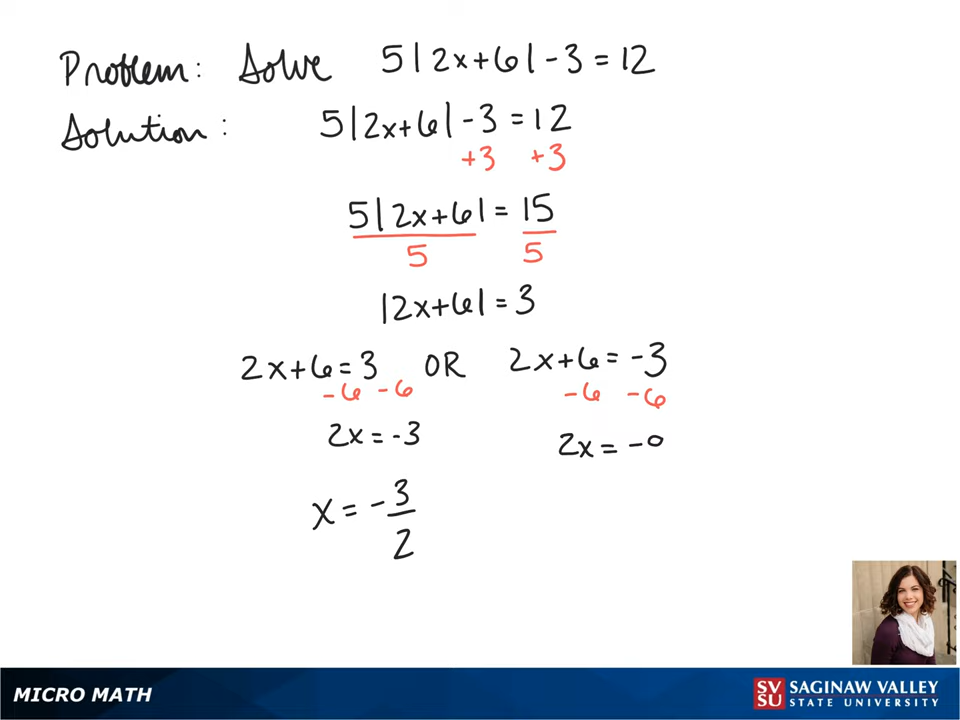 Problem: Solve 5|2x+6| - 3 = 12
Solution: 5|2x+6| - 3 = 12
+3 +3
5|2x+6| = 15
5 5
|2x+6| = 3
2x+6 = 3 OR 2x+6 = -3
-6 -6 -6 -6
2x = -3 2x = -
x = -3/2
MICRO MATH SVSU SAGINAW VALLEY
STATE UNIVERSITY